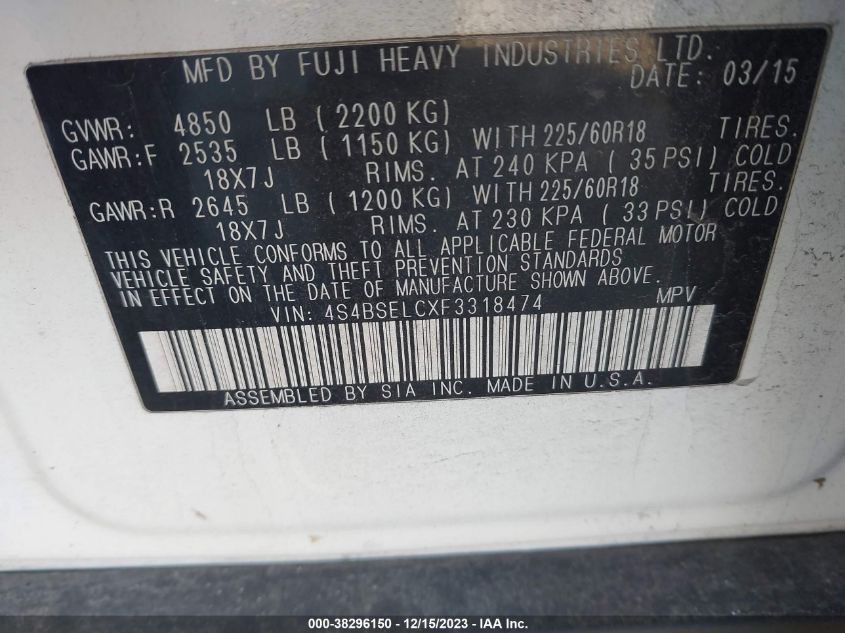 MFD BY FUJI HEAVY INDUSTRIES LTD.
DATE: 03/15
GVWR: 4850 LB ( 2200 KG)
GAWR:F 2535 LB ( 1150 KG) WITH 225/60R18 TIRES.
18X7J RIMS. AT 240 KPA ( 35 PSI) COLD
GAWR:R 2645 LB ( 1200 KG) WITH 225/60R18 TIRES.
18X7J RIMS. AT 230 KPA ( 33 PSI) COLD
THIS VEHICLE CONFORMS TO ALL APPLICABLE FEDERAL MOTOR
VEHICLE SAFETY AND THEFT PREVENTION STANDARDS
IN EFFECT ON THE DATE OF MANUFACTURE SHOWN ABOVE.
VIN: 4S4BSELCXF3318474 MPV
ASSEMBLED BY SIA INC. MADE IN U.S.A.
000-38296150 - 12/15/2023 - IAA Inc.